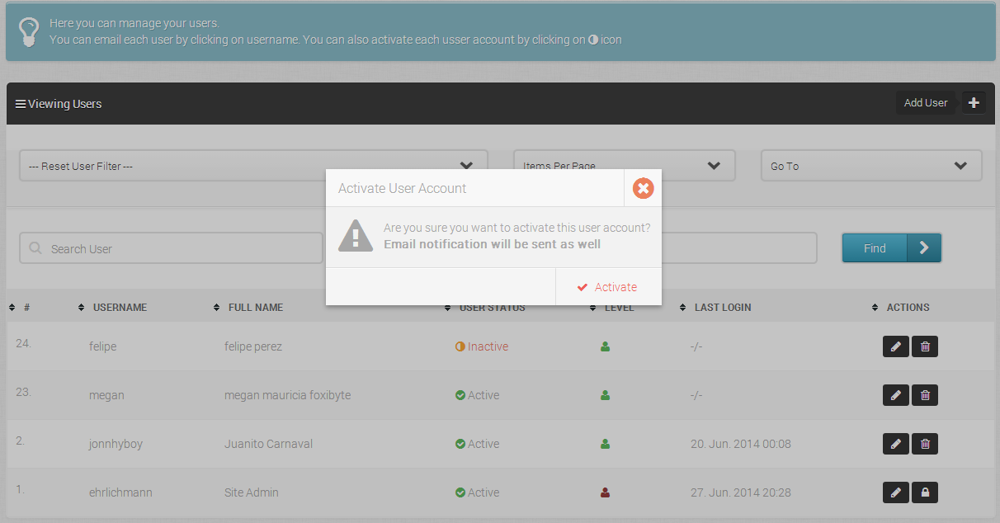 Here you can manage your users.
You can email each user by clicking on username. You can also activate each usser account by clicking on icon
Viewing Users
Add User
--- Reset User Filter ---
Items Per Page
Go To
Activate User Account
Are you sure you want to activate this user account?
Email notification will be sent as well
Activate
Search User
Find
# USERNAME FULL NAME USER STATUS LEVEL LAST LOGIN ACTIONS
24. felipe felipe perez Inactive -/-
23. megan megan mauricia foxibyte Active -/-
2. jonnhyboy Juanito Carnaval Active 20. Jun. 2014 00:08
1. ehrlichmann Site Admin Active 27. Jun. 2014 20:28